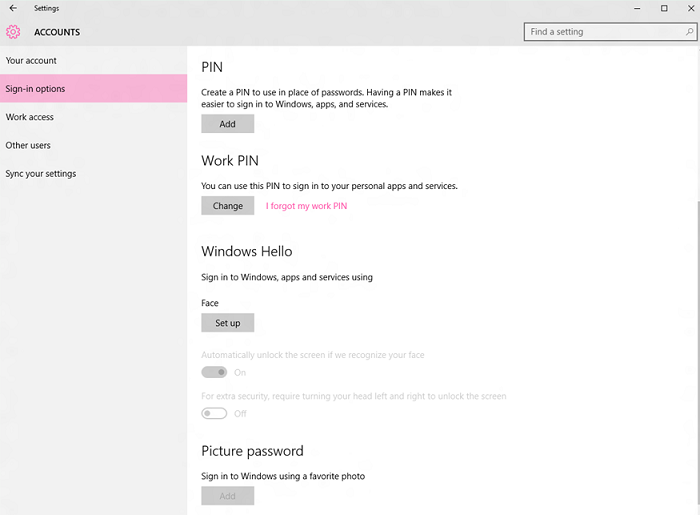 Settings
ACCOUNTS
Find a setting
Your account
Sign-in options
Work access
Other users
Sync your settings
PIN
Create a PIN to use in place of passwords. Having a PIN makes it
easier to sign in to Windows, apps, and services.
Add
Work PIN
You can use this PIN to sign in to your personal apps and services.
Change I forgot my work PIN
Windows Hello
Sign in to Windows, apps and services using
Face
Set up
Automatically unlock the screen if we recognize your face
On
For extra security, require turning your head left and right to unlock the screen
Off
Picture password
Sign in to Windows using a favorite photo
Add